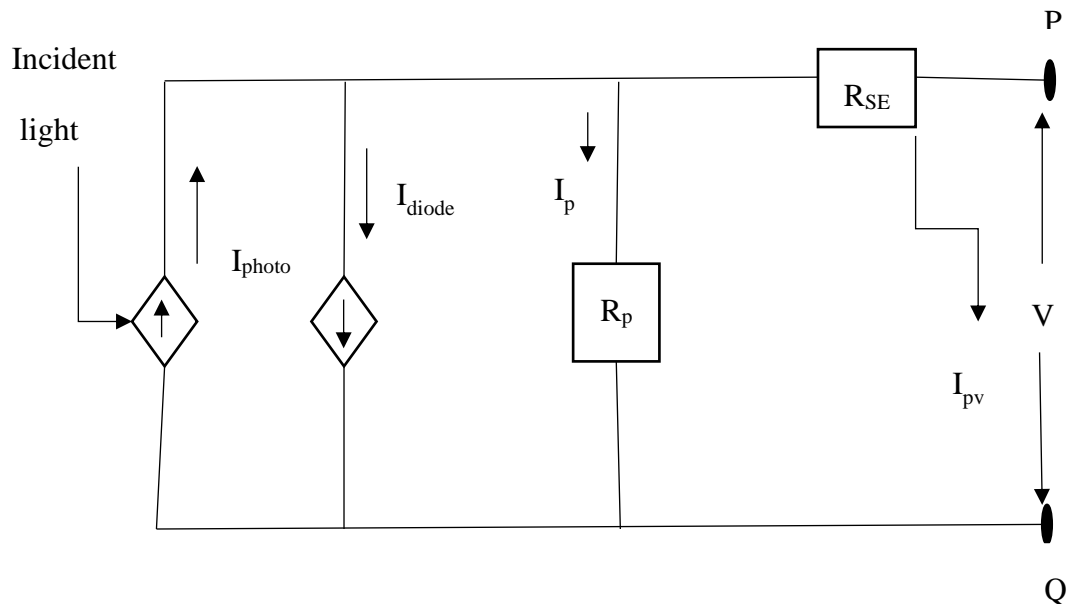 P
Incident
light
R_SE
I_diode
I_p
I_photo
R_p
V
I_pv
Q